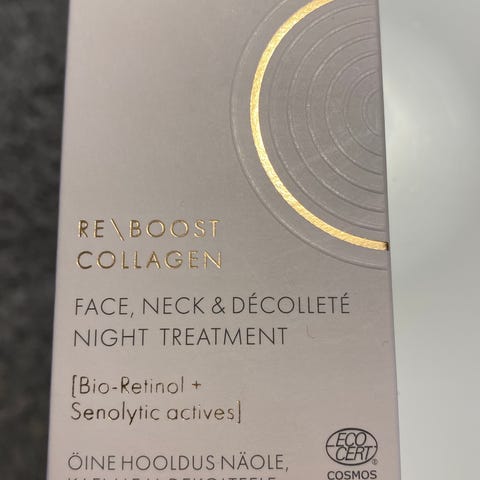 RE\BOOST
COLLAGEN
FACE, NECK & DÉCOLLETÉ
NIGHT TREATMENT
[Bio-Retinol +
Senolytic actives]
ECO
CERT
COSMOS
ÖINE HOOLDUS NÄOLE,